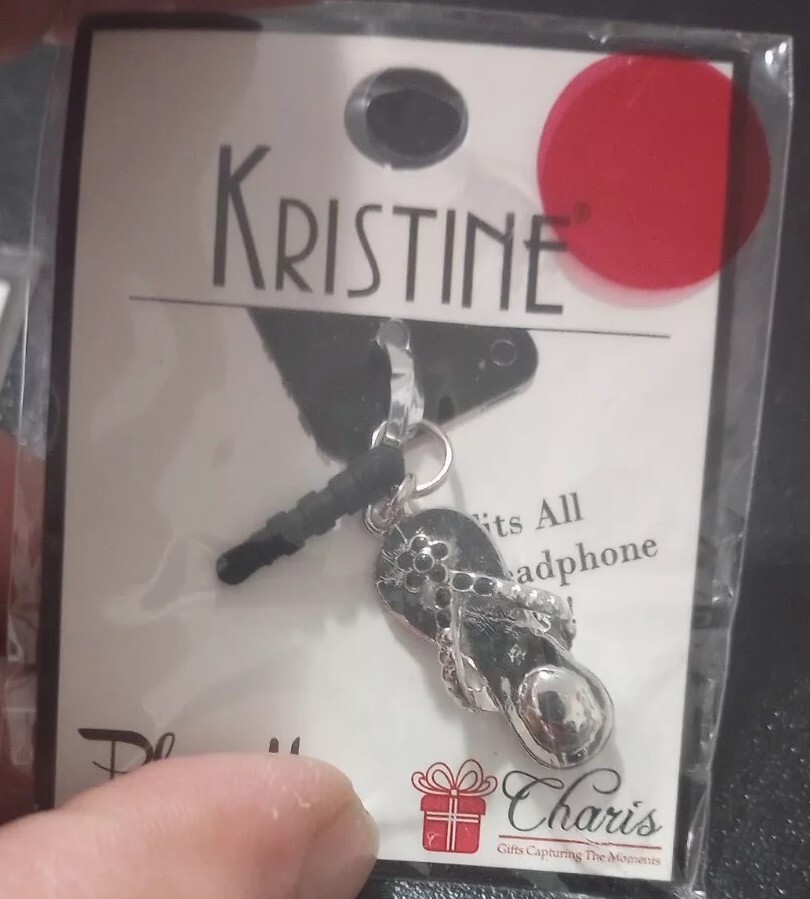 KRISTINE®
its All
adphone
!
Charis
Gifts Capturing The Moments